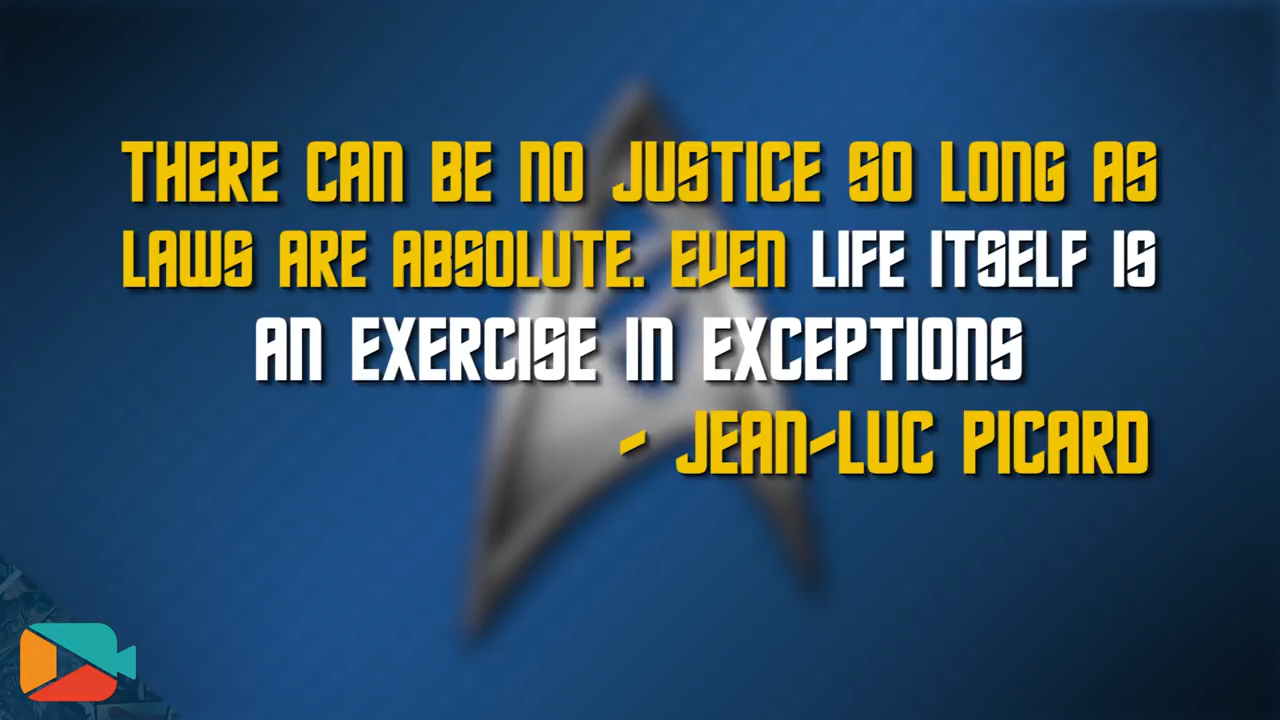 THERE CAN BE NO JUSTICE SO LONG AS
LAWS ARE ABSOLUTE. EVEN LIFE ITSELF IS
AN EXERCISE IN EXCEPTIONS
- JEAN-LUC PICARD